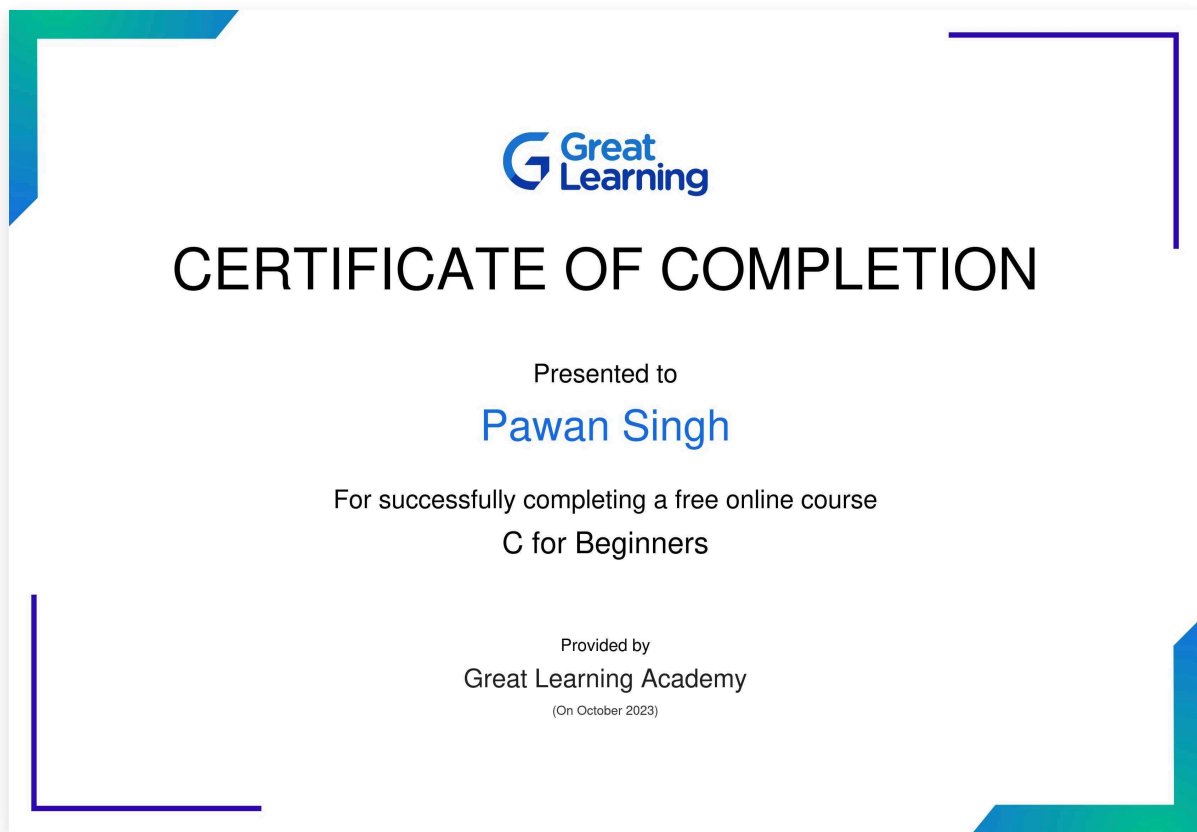 Great
Learning
CERTIFICATE OF COMPLETION
Presented to
Pawan Singh
For successfully completing a free online course
C for Beginners
Provided by
Great Learning Academy
(On October 2023)